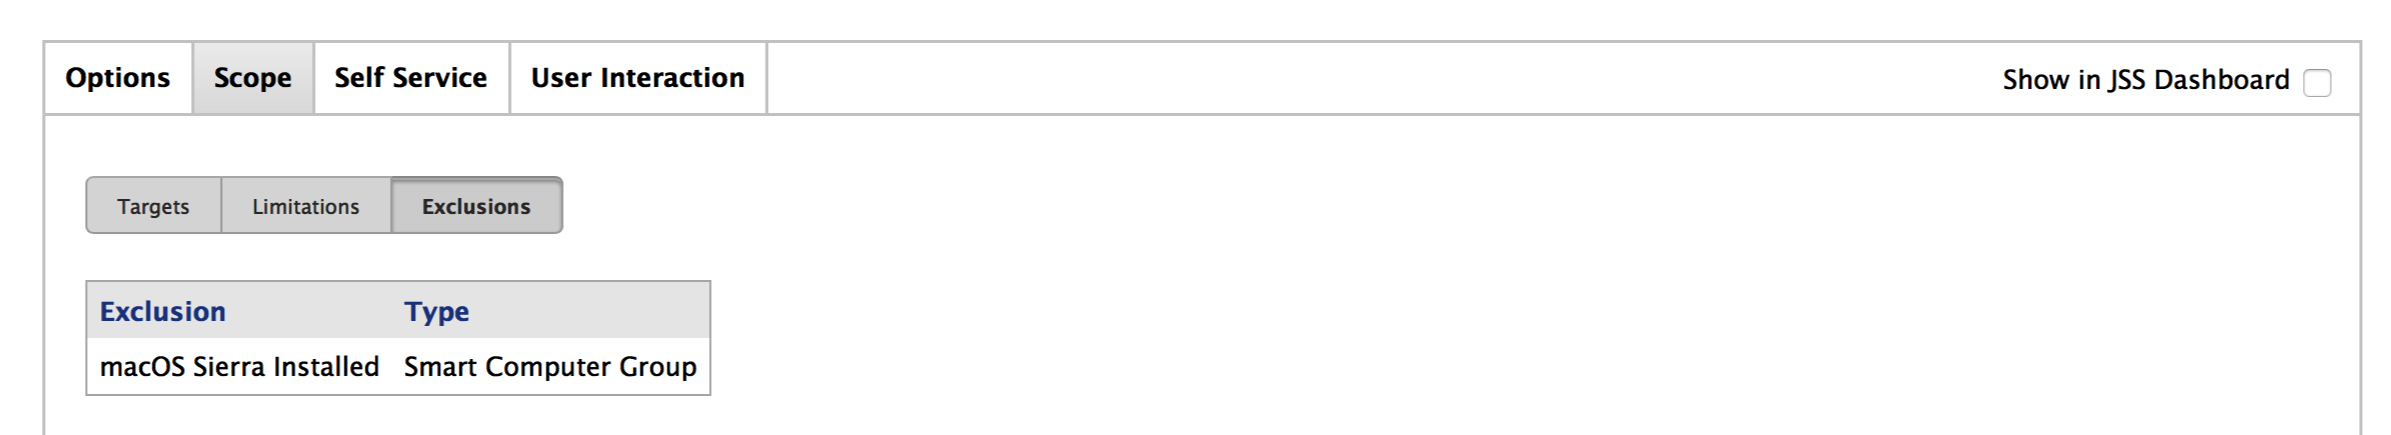 Options Scope Self Service User Interaction Show in JSS Dashboard
Targets Limitations Exclusions
Exclusion Type
macOS Sierra Installed Smart Computer Group